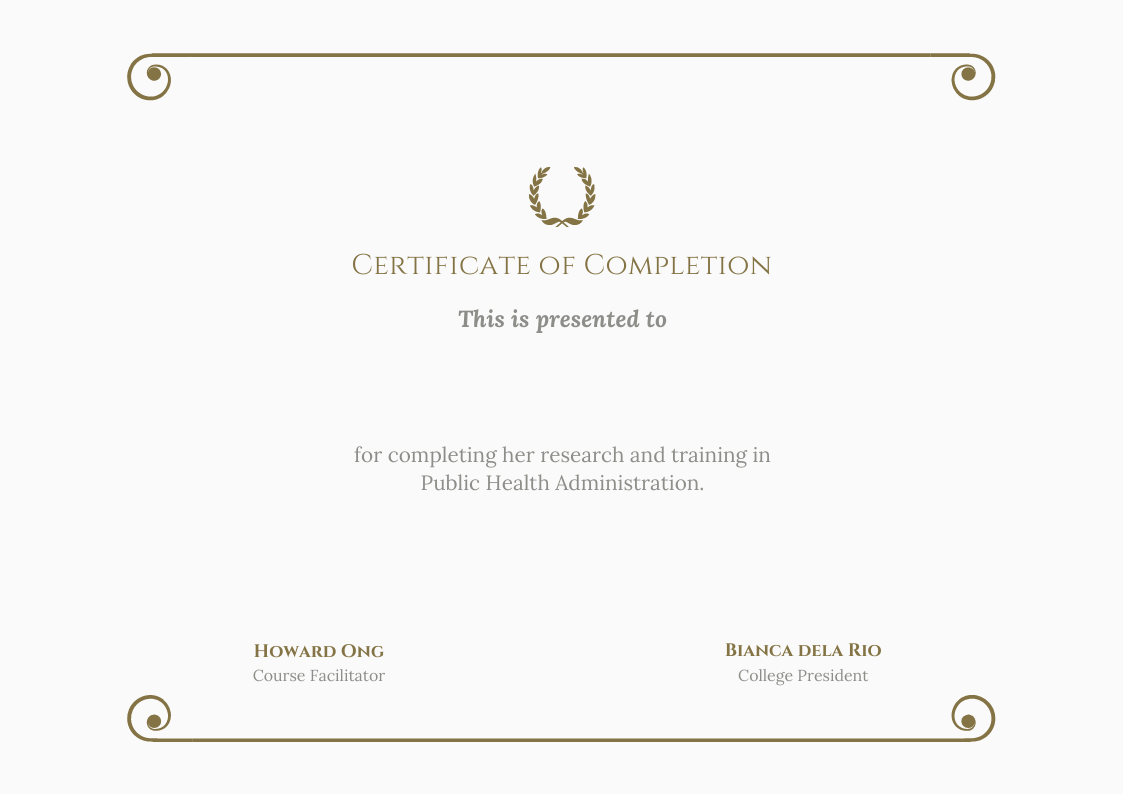 Certificate of Completion
This is presented to
for completing her research and training in
Public Health Administration.
Howard Ong
Course Facilitator
Bianca dela Rio
College President